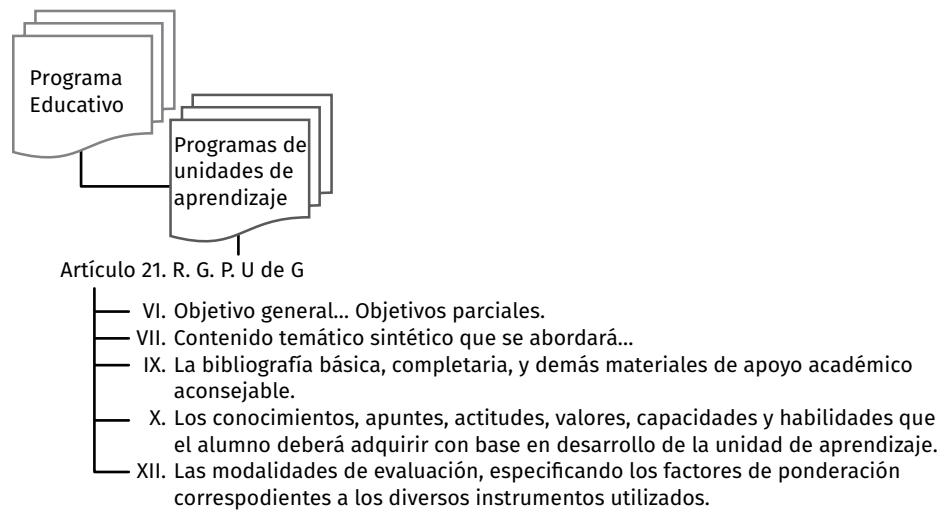 Programa
Educativo
Programas de
unidades de
aprendizaje
Artículo 21. R. G. P. U de G
VI. Objetivo general... Objetivos parciales.
VII. Contenido temático sintético que se abordará...
IX. La bibliografía básica, completaria, y demás materiales de apoyo académico
aconsejable.
X. Los conocimientos, apuntes, actitudes, valores, capacidades y habilidades que
el alumno deberá adquirir con base en desarrollo de la unidad de aprendizaje.
XII. Las modalidades de evaluación, especificando los factores de ponderación
correspodientes a los diversos instrumentos utilizados.